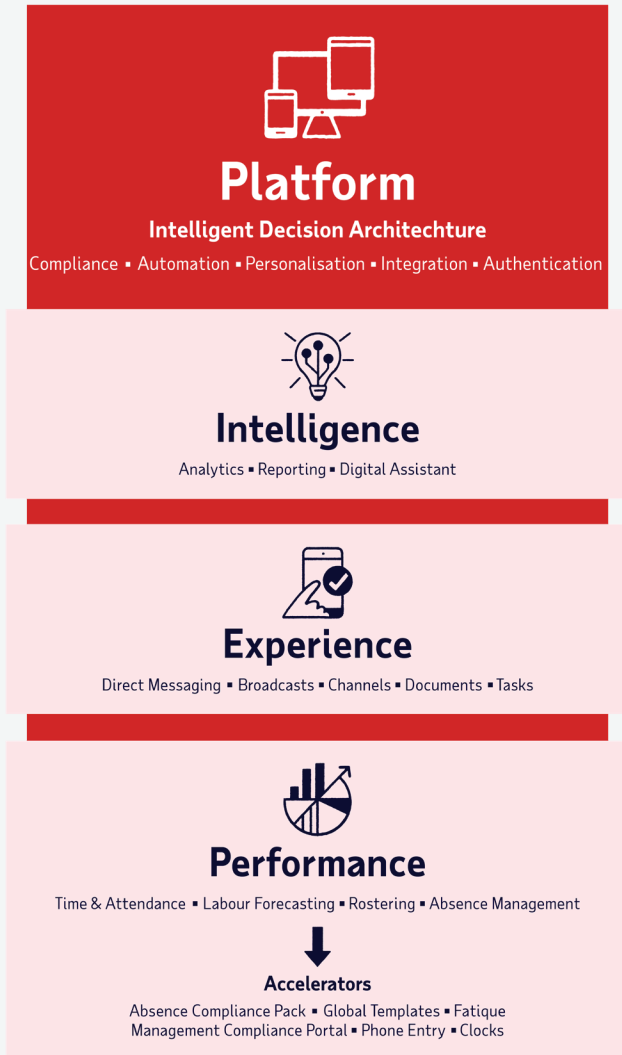 Platform
Intelligent Decision Architechture
Compliance ▪ Automation ▪ Personalisation ▪ Integration ▪ Authentication
Intelligence
Analytics ▪ Reporting ▪ Digital Assistant
Experience
Direct Messaging ▪ Broadcasts ▪ Channels ▪ Documents ▪ Tasks
Performance
Time & Attendance ▪ Labour Forecasting ▪ Rostering ▪ Absence Management
Accelerators
Absence Compliance Pack ▪ Global Templates ▪ Fatique
Management Compliance Portal ▪ Phone Entry ▪ Clocks